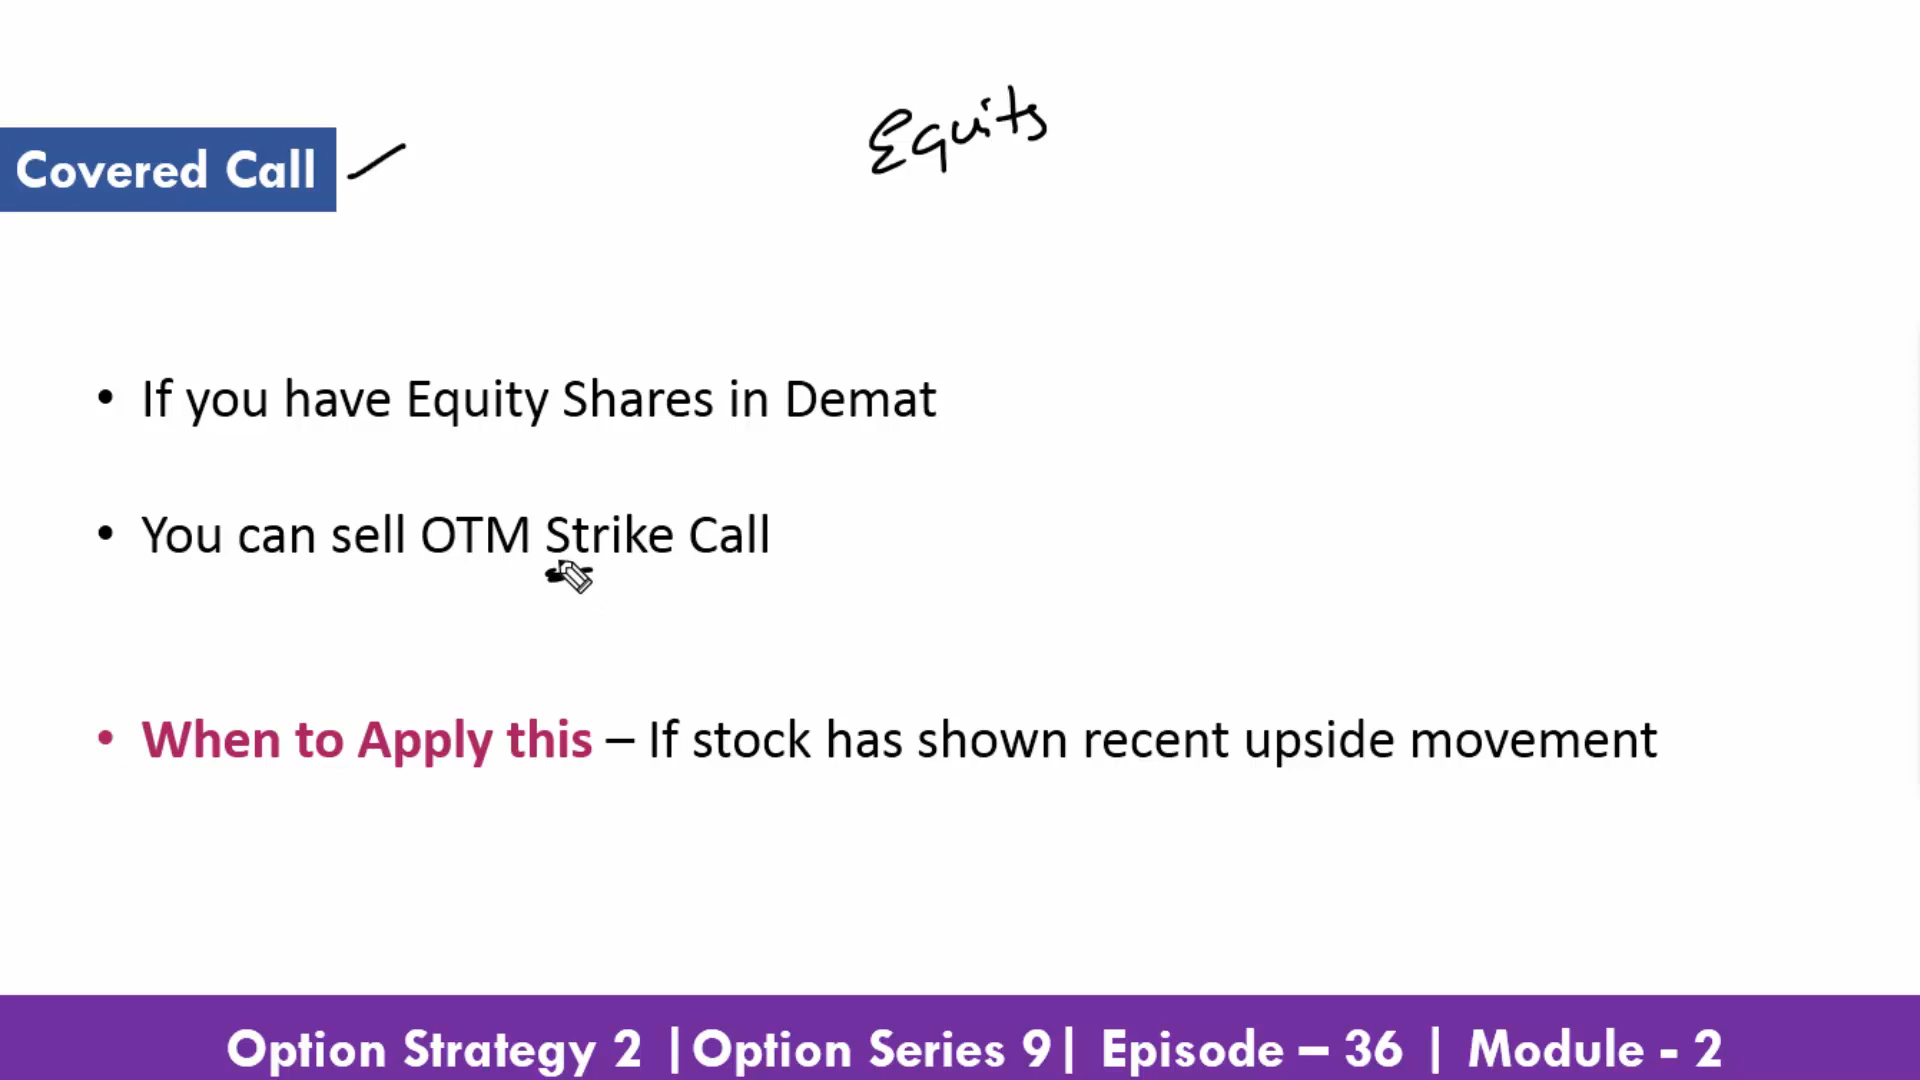 Equity
Covered Call
• If you have Equity Shares in Demat
• You can sell OTM Strike Call
• When to Apply this – If stock has shown recent upside movement
Option Strategy 2 |Option Series 9| Episode – 36 | Module - 2